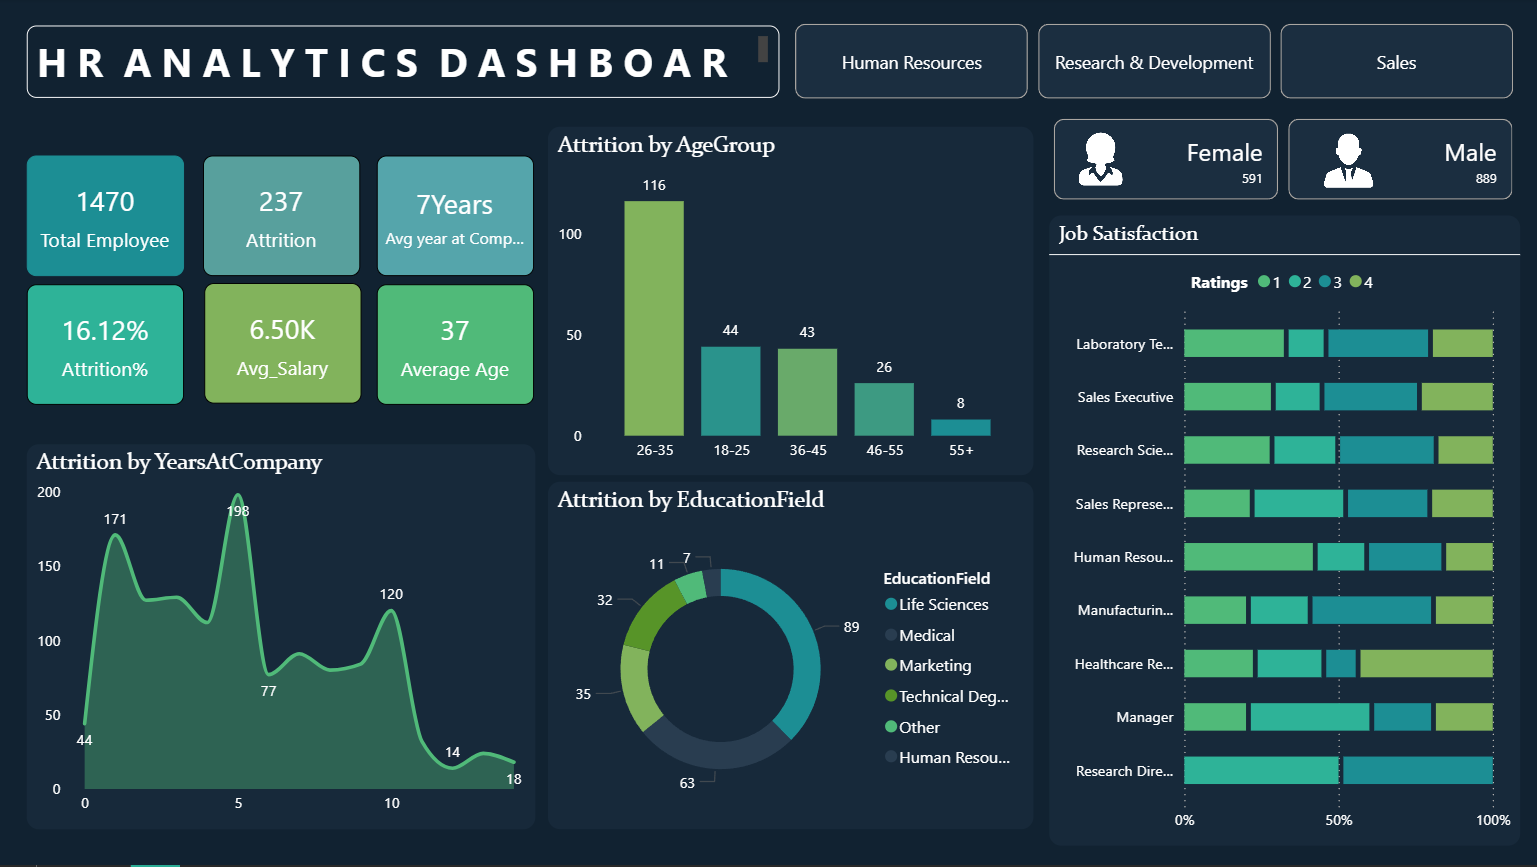 HR ANALYTICS DASHBOAR
Human Resources
Research & Development
Sales
1470
Total Employee
237
Attrition
7Years
Avg year at Comp...
16.12%
Attrition%
6.50K
Avg_Salary
37
Average Age
Attrition by AgeGroup
116
100
44
43
50
26
8
0
26-35 18-25 36-45 46-55 55+
Female
591
Male
889
Job Satisfaction
Ratings 1 2 3 4
Laboratory Te...
Sales Executive
Research Scie...
Sales Represe...
Human Resou...
Manufacturin...
Healthcare Re...
Manager
Research Dire...
0% 50% 100%
Attrition by YearsAtCompany
200
198
171
150
120
100
77
50
44
14
18
0
0 5 10
Attrition by EducationField
7
11
32
89
35
63
EducationField
Life Sciences
Medical
Marketing
Technical Deg...
Other
Human Resou...